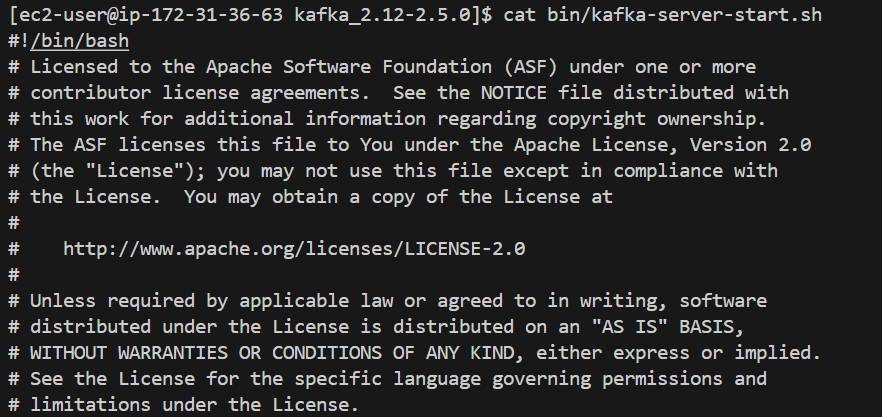 [ec2-user@ip-172-31-36-63 kafka_2.12-2.5.0]$ cat bin/kafka-server-start.sh
#!/bin/bash
# Licensed to the Apache Software Foundation (ASF) under one or more
# contributor license agreements.  See the NOTICE file distributed with
# this work for additional information regarding copyright ownership.
# The ASF licenses this file to You under the Apache License, Version 2.0
# (the "License"); you may not use this file except in compliance with
# the License.  You may obtain a copy of the License at
#
#    http://www.apache.org/licenses/LICENSE-2.0
#
# Unless required by applicable law or agreed to in writing, software
# distributed under the License is distributed on an "AS IS" BASIS,
# WITHOUT WARRANTIES OR CONDITIONS OF ANY KIND, either express or implied.
# See the License for the specific language governing permissions and
# limitations under the License.